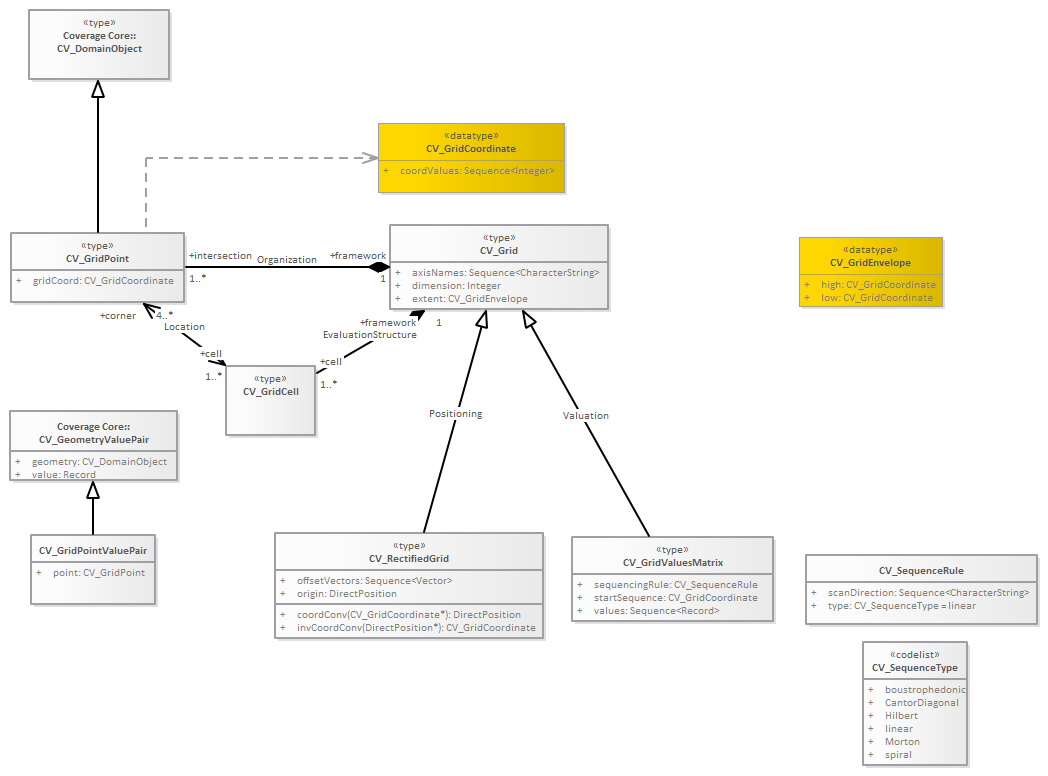 «type»
Coverage Core::
CV_DomainObject
«datatype»
CV_GridCoordinate
+ coordValues: Sequence<Integer>
«type»
CV_GridPoint
+ gridCoord: CV_GridCoordinate
+intersection
Organization
+framework
1..*
1
«type»
CV_Grid
+ axisNames: Sequence<CharacterString>
+ dimension: Integer
+ extent: CV_GridEnvelope
«datatype»
CV_GridEnvelope
+ high: CV_GridCoordinate
+ low: CV_GridCoordinate
+corner
4..*
Location
+cell
1..*
+framework
1
EvaluationStructure
+cell
1..*
«type»
CV_GridCell
Coverage Core::
CV_GeometryValuePair
+ geometry: CV_DomainObject
+ value: Record
Positioning
Valuation
CV_GridPointValuePair
+ point: CV_GridPoint
«type»
CV_RectifiedGrid
+ offsetVectors: Sequence<Vector>
+ origin: DirectPosition
+ coordConv(CV_GridCoordinate*): DirectPosition
+ invCoordConv(DirectPosition*): CV_GridCoordinate
«type»
CV_GridValuesMatrix
+ sequencingRule: CV_SequenceRule
+ startSequence: CV_GridCoordinate
+ values: Sequence<Record>
CV_SequenceRule
+ scanDirection: Sequence<CharacterString>
+ type: CV_SequenceType = linear
«codelist»
CV_SequenceType
+ boustrophedonic
+ CantorDiagonal
+ Hilbert
+ linear
+ Morton
+ spiral